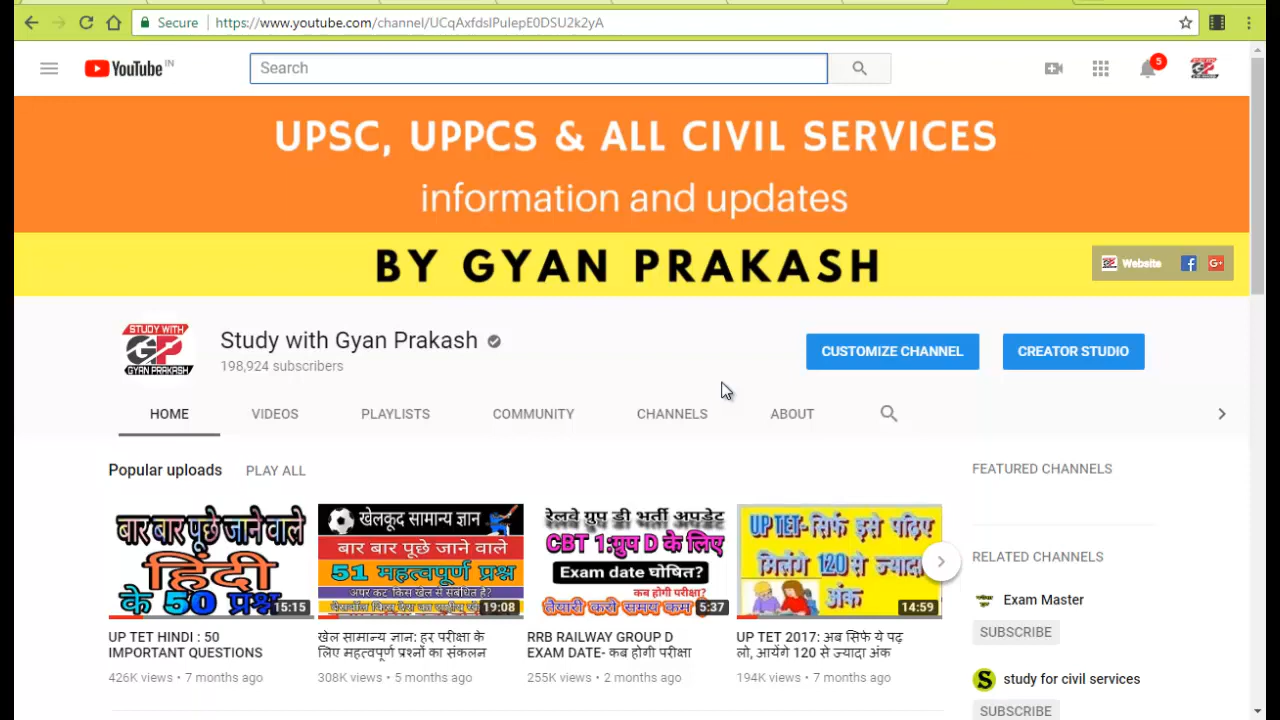 Secure https://www.youtube.com/channel/UCqAxfdsIPulepE0DSU2k2yA
YouTube IN
Search
5
UPSC, UPPCS & ALL CIVIL SERVICES
information and updates
BY GYAN PRAKASH
Website
STUDY WITH
GP
GYAN PRAKASH
Study with Gyan Prakash
198,924 subscribers
CUSTOMIZE CHANNEL
CREATOR STUDIO
HOME VIDEOS PLAYLISTS COMMUNITY CHANNELS ABOUT
Popular uploads PLAY ALL
FEATURED CHANNELS
बार बार पूछे जाने वाले
हिंदी
के 50 प्रश्न
15:15
खेलकूद सामान्य ज्ञान
बार बार पूछे जाने वाले
51 महत्वपूर्ण प्रश्न
19:08
रेलवे ग्रुप डी भर्ती अपडेट
CBT 1:ग्रुप D के लिए
Exam date घोषित?
कब होगी परीक्षा?
तैयारी करो समय कम
5:37
UP TET-सिर्फ इसे पढ़िए
मिलेंगे 120 से ज्यादा
अंक
14:59
UP TET HINDI : 50
IMPORTANT QUESTIONS
426K views • 7 months ago
खेल सामान्य ज्ञान: हर परीक्षा के
लिए महत्वपूर्ण प्रश्नों का संकलन
308K views • 5 months ago
RRB RAILWAY GROUP D
EXAM DATE- कब होगी परीक्षा
255K views • 2 months ago
UP TET 2017: अब सिर्फ ये पढ़
लो, आयेंगे 120 से ज्यादा अंक
194K views • 7 months ago
RELATED CHANNELS
Exam Master
SUBSCRIBE
study for civil services
SUBSCRIBE